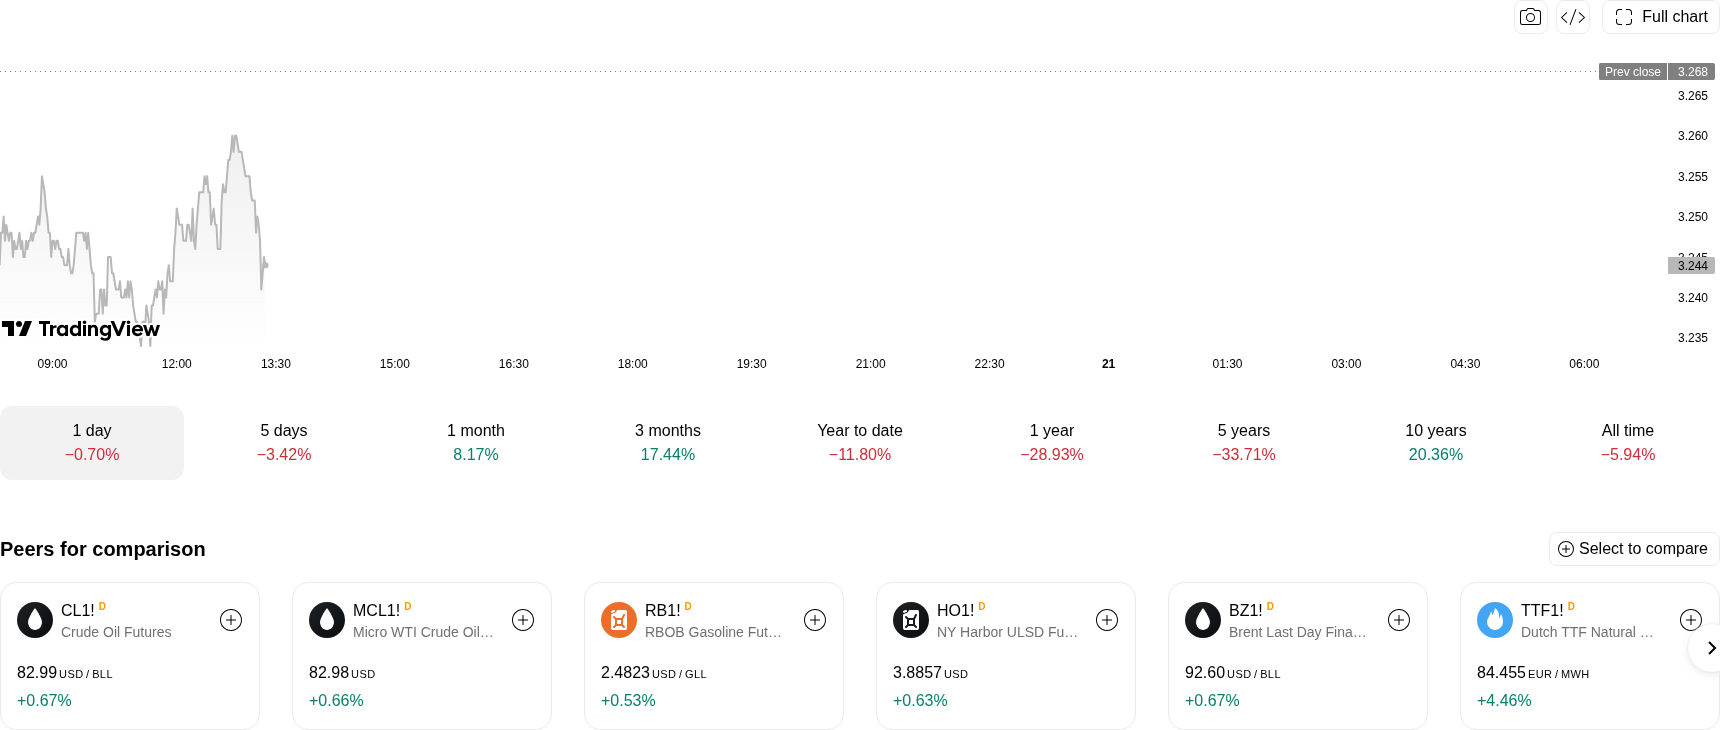 Full chart
Prev close 3.268
3.265
3.260
3.255
3.250
3.244
3.240
3.235
TradingView
09:00 12:00 13:30 15:00 16:30 18:00 19:30 21:00 22:30 21 01:30 03:00 04:30 06:00
1 day 5 days 1 month 3 months Year to date 1 year 5 years 10 years All time
−0.70% −3.42% 8.17% 17.44% −11.80% −28.93% −33.71% 20.36% −5.94%
Peers for comparison
Select to compare
CL1! D
Crude Oil Futures
82.99 USD / BLL
+0.67%
MCL1! D
Micro WTI Crude Oil…
82.98 USD
+0.66%
RB1! D
RBOB Gasoline Fut…
2.4823 USD / GLL
+0.53%
HO1! D
NY Harbor ULSD Fu…
3.8857 USD
+0.63%
BZ1! D
Brent Last Day Fina…
92.60 USD / BLL
+0.67%
TTF1! D
Dutch TTF Natural …
84.455 EUR / MWH
+4.46%